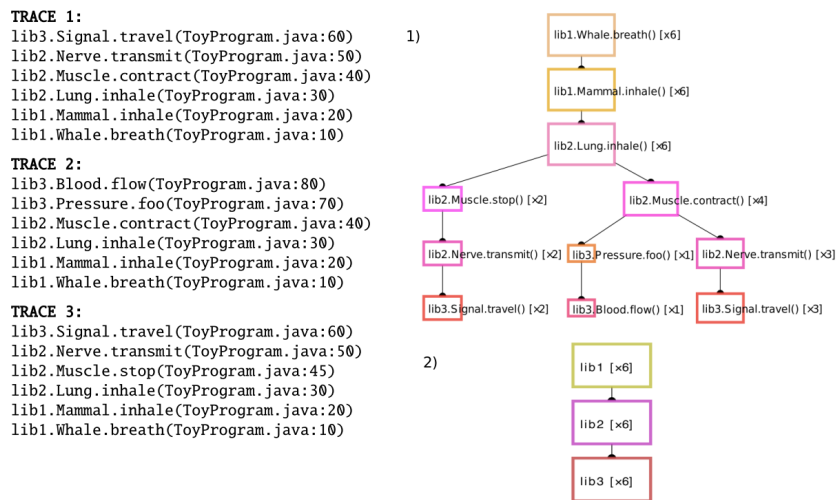 TRACE 1:
lib3.Signal.travel(ToyProgram.java:60)
lib2.Nerve.transmit(ToyProgram.java:50)
lib2.Muscle.contract(ToyProgram.java:40)
lib2.Lung.inhale(ToyProgram.java:30)
lib1.Mammal.inhale(ToyProgram.java:20)
lib1.Whale.breath(ToyProgram.java:10)
TRACE 2:
lib3.Blood.flow(ToyProgram.java:80)
lib3.Pressure.foo(ToyProgram.java:70)
lib2.Muscle.contract(ToyProgram.java:40)
lib2.Lung.inhale(ToyProgram.java:30)
lib1.Mammal.inhale(ToyProgram.java:20)
lib1.Whale.breath(ToyProgram.java:10)
TRACE 3:
lib3.Signal.travel(ToyProgram.java:60)
lib2.Nerve.transmit(ToyProgram.java:50)
lib2.Muscle.stop(ToyProgram.java:45)
lib2.Lung.inhale(ToyProgram.java:30)
lib1.Mammal.inhale(ToyProgram.java:20)
lib1.Whale.breath(ToyProgram.java:10)
1)
lib1.Whale.breath() [x6]
lib1.Mammal.inhale() [x6]
lib2.Lung.inhale() [x6]
lib2.Muscle.stop() [x2]
lib2.Muscle.contract() [x4]
lib2.Nerve.transmit() [x2]
lib3.Pressure.foo() [x1]
lib2.Nerve.transmit() [x3]
lib3.Signal.travel() [x2]
lib3.Blood.flow() [x1]
lib3.Signal.travel() [x3]
2)
lib1 [x6]
lib2 [x6]
lib3 [x6]